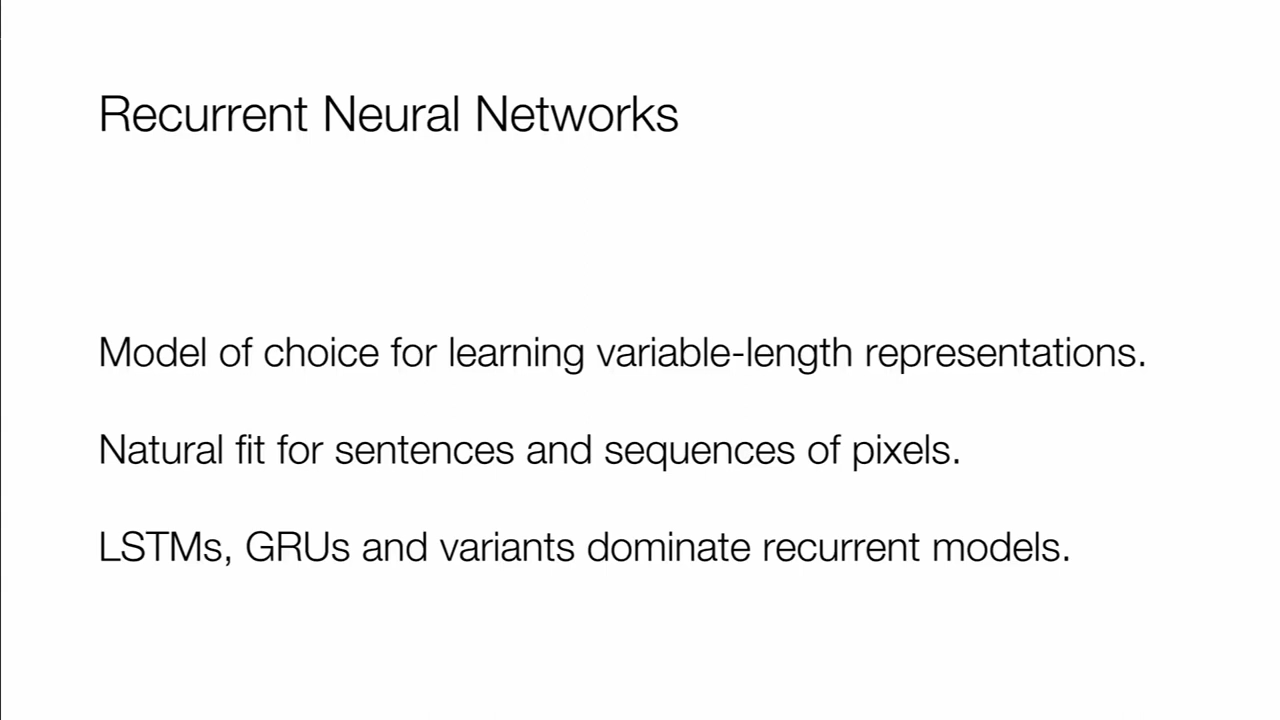 Recurrent Neural Networks
Model of choice for learning variable-length representations.
Natural fit for sentences and sequences of pixels.
LSTMs, GRUs and variants dominate recurrent models.